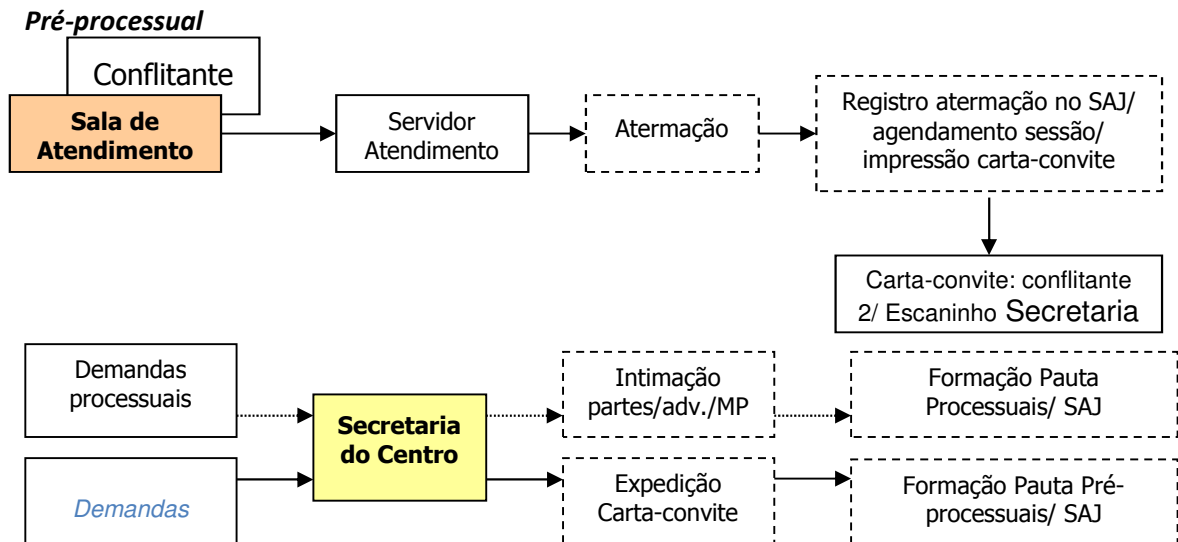 Pré-processual
Conflitante
Sala de
Atendimento
Servidor
Atendimento
Atermação
Registro atermação no SAJ/
agendamento sessão/
impressão carta-convite
Carta-convite: conflitante
2/ Escaninho Secretaria
Demandas
processuais
Secretaria
do Centro
Intimação
partes/adv./MP
Formação Pauta
Processuais/ SAJ
Demandas
Expedição
Carta-convite
Formação Pauta Pré-
processuais/ SAJ